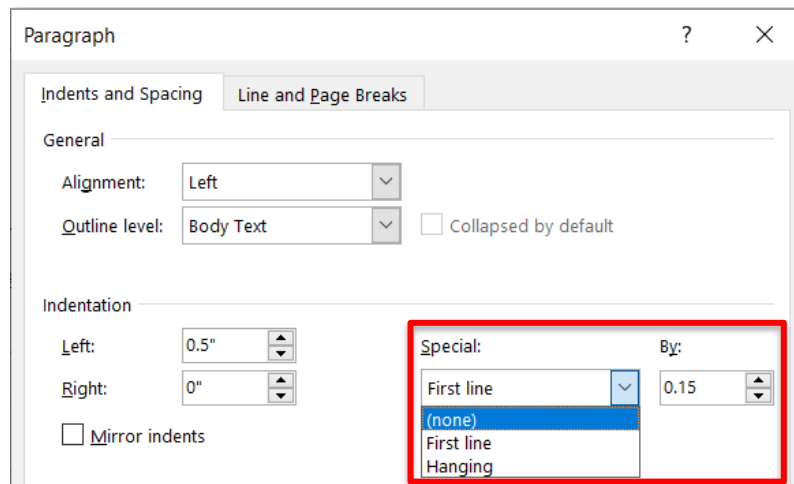 Paragraph ?
Indents and Spacing Line and Page Breaks
General
Alignment: Left
Outline level: Body Text Collapsed by default
Indentation
Left: 0.5" Special: By:
Right: 0" First line 0.15
(none)
Mirror indents First line
Hanging